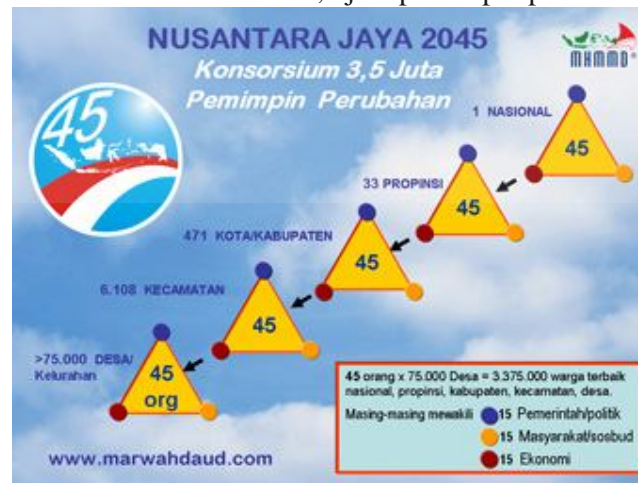 NUSANTARA JAYA 2045
Konsorsium 3,5 Juta
Pemimpin Perubahan
MHMMD
45
1 NASIONAL
45
33 PROPINSI
45
471 KOTA/KABUPATEN
45
6.108 KECAMATAN
45
>75.000 DESA/
Kelurahan
45
org
45 orang x 75.000 Desa = 3.375.000 warga terbaik
nasional, propinsi, kabupaten, kecamatan, desa.
Masing-masing mewakili
15 Pemerintah/politik
15 Masyarakat/sosbud
15 Ekonomi
www.marwahdaud.com